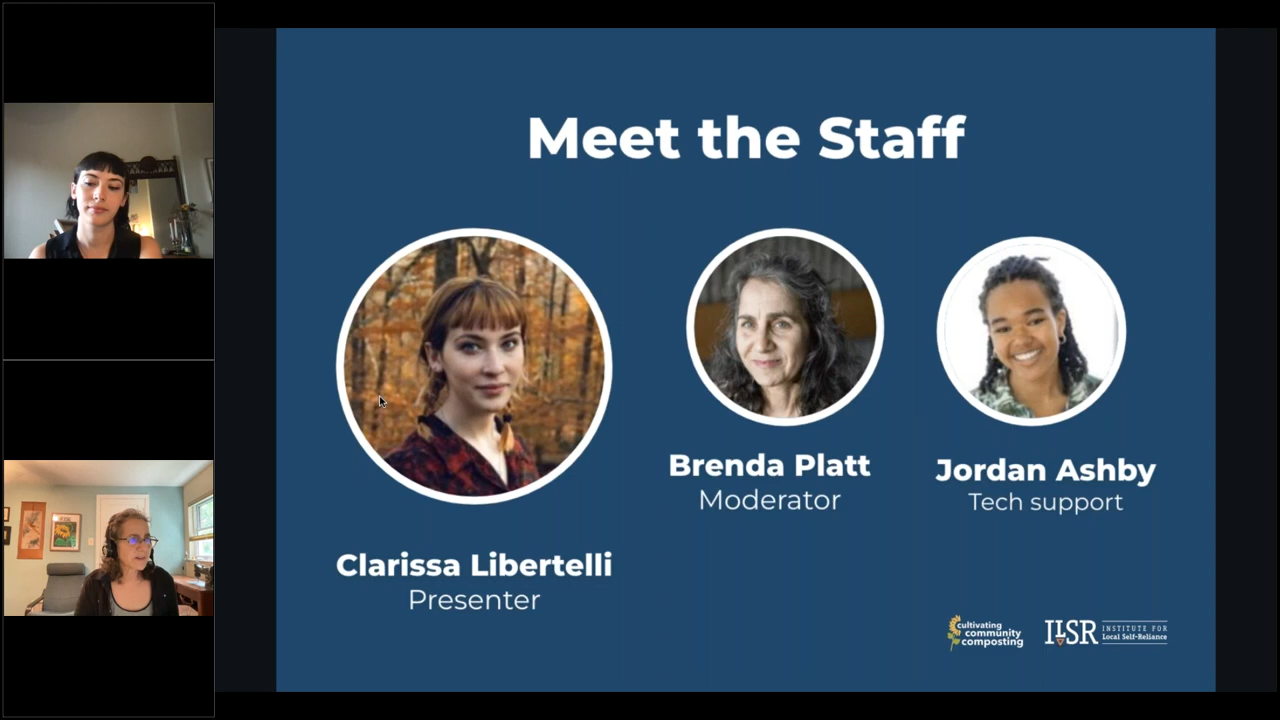 Meet the Staff
Clarissa Libertelli
Presenter
Brenda Platt
Moderator
Jordan Ashby
Tech support
cultivating
community
composting
ILSR
INSTITUTE FOR
Local Self-Reliance